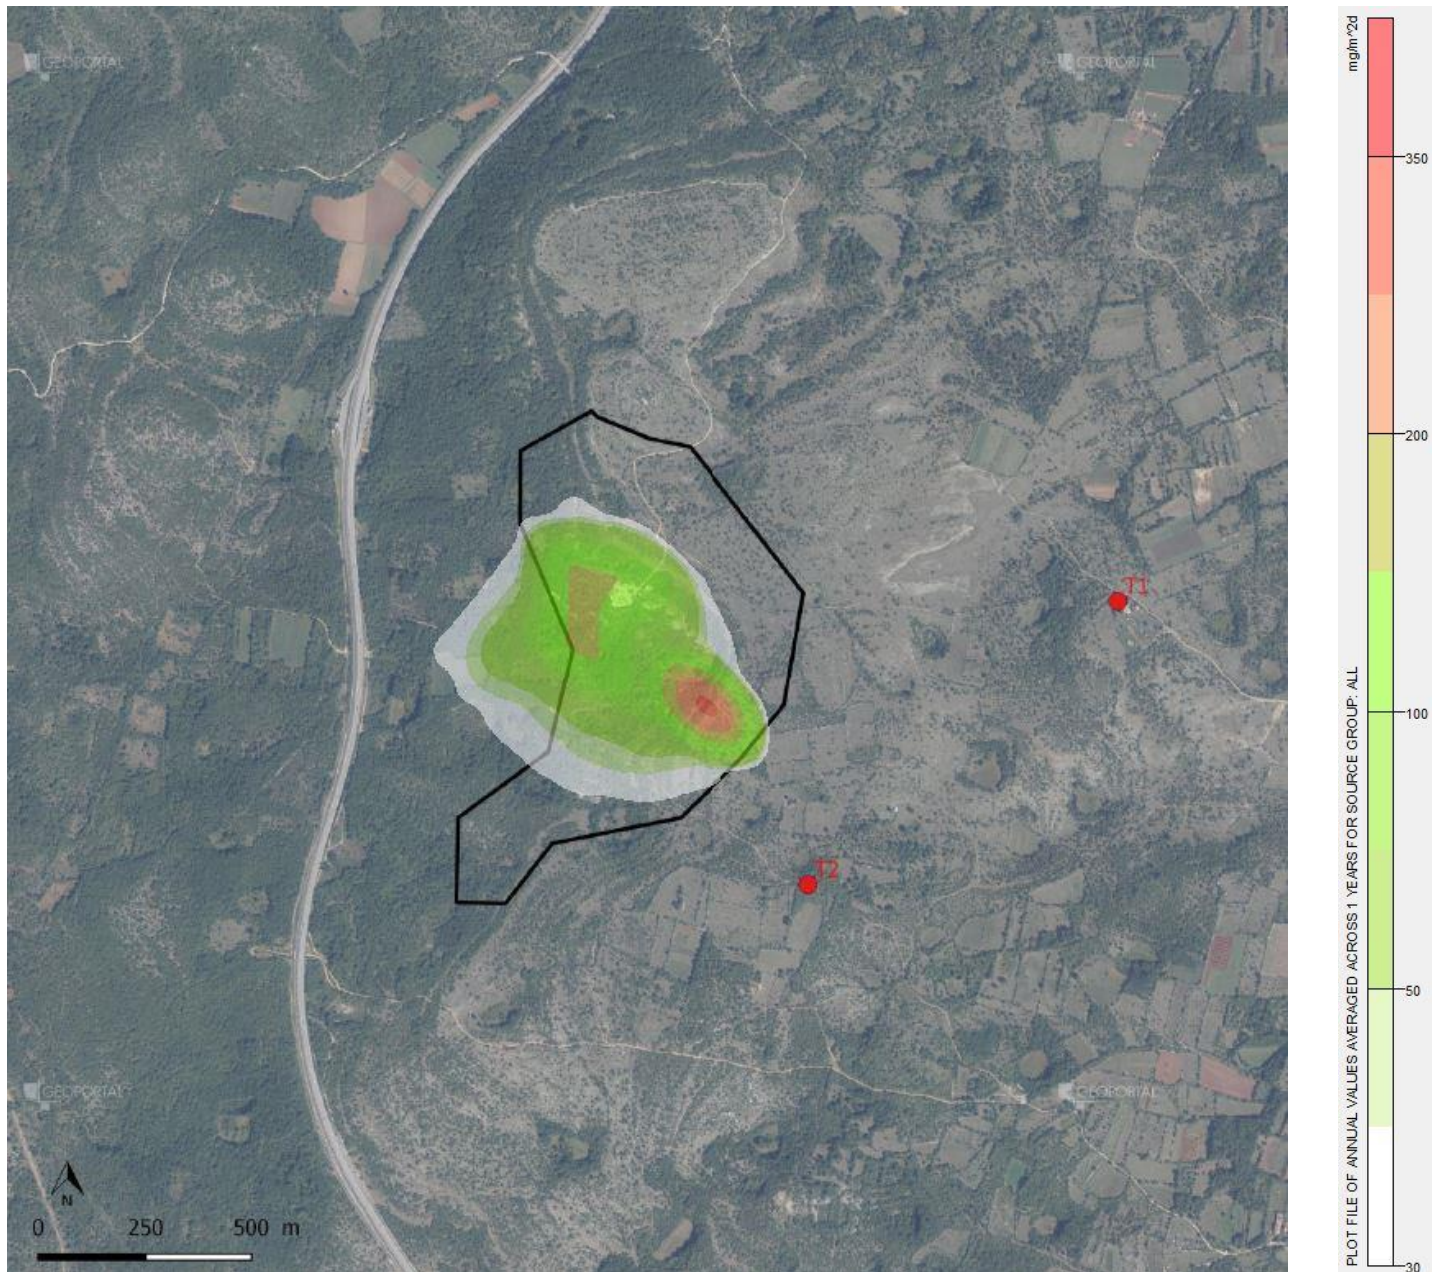 GEOPORTAL
GEOPORTAL
mg/m^2d
350
200
T1
PLOT FILE OF ANNUAL VALUES AVERAGED ACROSS 1 YEARS FOR SOURCE GROUP: ALL
100
T2
50
GEOPORTAL
GEOPORTAL
N
0 250 500 m
30